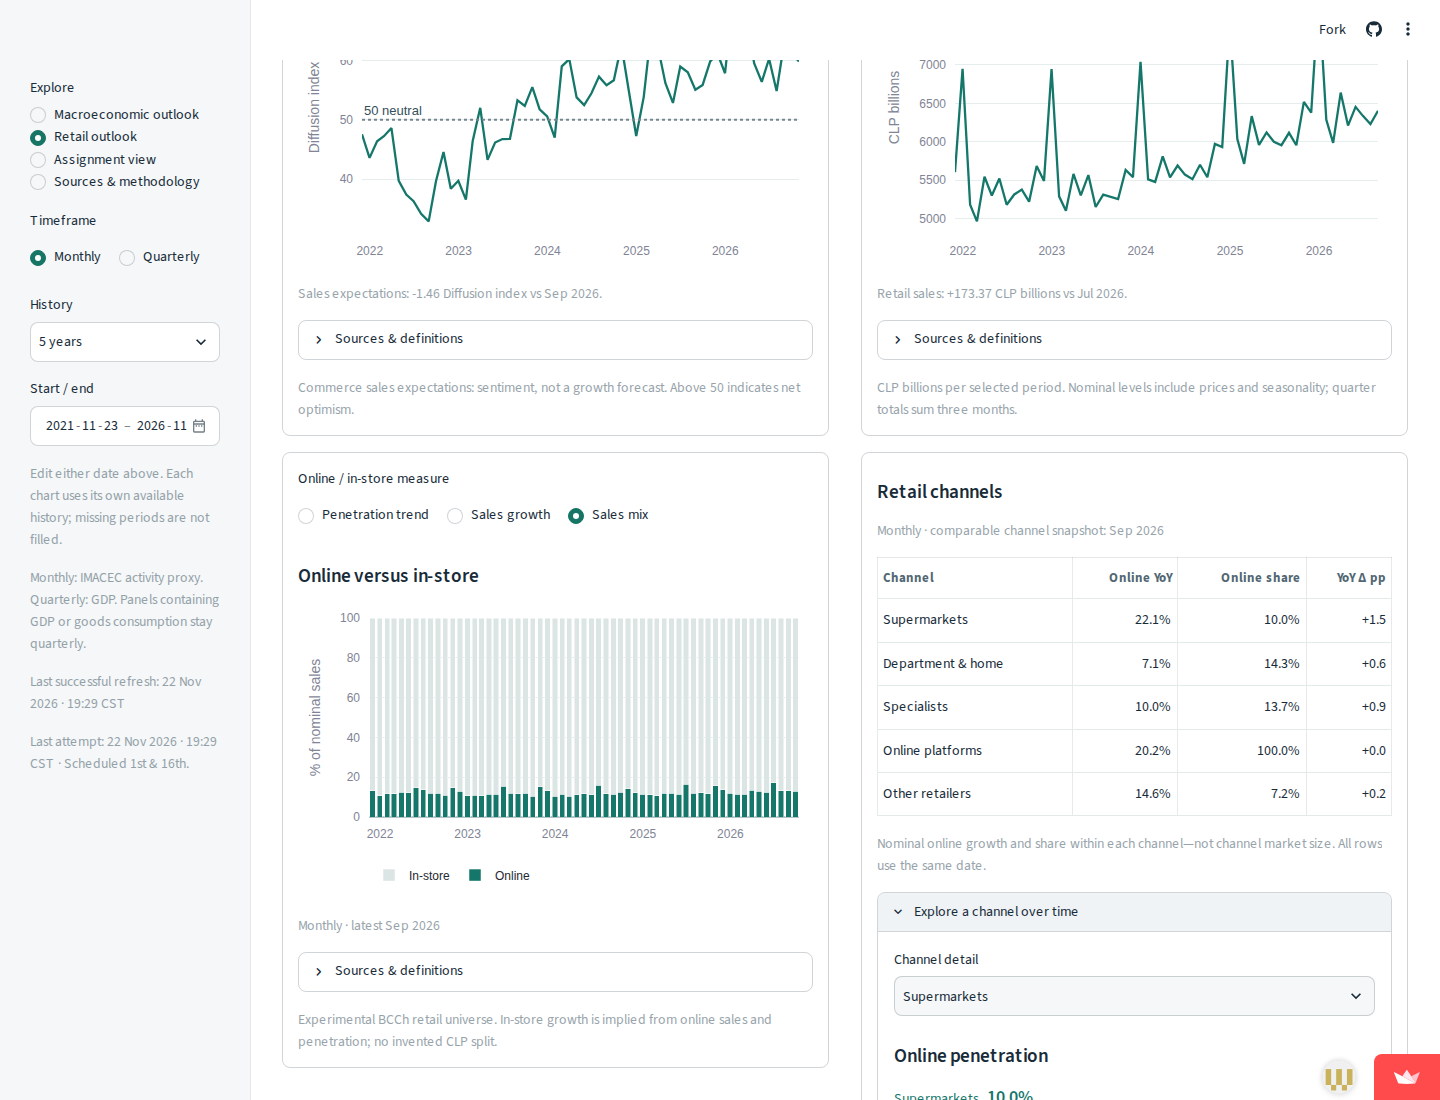 Fork
Explore
Macroeconomic outlook
Retail outlook
Assignment view
Sources & methodology
Timeframe
Monthly
Quarterly
History
5 years
Start / end
2021-11-23 – 2026-11
Edit either date above. Each
chart uses its own available
history; missing periods are not
filled.
Monthly: IMACEC activity proxy.
Quarterly: GDP. Panels containing
GDP or goods consumption stay
quarterly.
Last successful refresh: 22 Nov
2026 · 19:29 CST
Last attempt: 22 Nov 2026 · 19:29
CST · Scheduled 1st & 16th.
Diffusion index
60
50
40
50 neutral
2022 2023 2024 2025 2026
Sales expectations: -1.46 Diffusion index vs Sep 2026.
Sources & definitions
Commerce sales expectations: sentiment, not a growth forecast. Above 50 indicates net
optimism.
CLP billions
7000
6500
6000
5500
5000
2022 2023 2024 2025 2026
Retail sales: +173.37 CLP billions vs Jul 2026.
Sources & definitions
CLP billions per selected period. Nominal levels include prices and seasonality; quarter
totals sum three months.
Online / in-store measure
Penetration trend
Sales growth
Sales mix
Online versus in-store
% of nominal sales
100
80
60
40
20
0
2022 2023 2024 2025 2026
In-store
Online
Monthly · latest Sep 2026
Sources & definitions
Experimental BCCh retail universe. In-store growth is implied from online sales and
penetration; no invented CLP split.
Retail channels
Monthly · comparable channel snapshot: Sep 2026
Channel Online YoY Online share YoY Δ pp
Supermarkets 22.1% 10.0% +1.5
Department & home 7.1% 14.3% +0.6
Specialists 10.0% 13.7% +0.9
Online platforms 20.2% 100.0% +0.0
Other retailers 14.6% 7.2% +0.2
Nominal online growth and share within each channel—not channel market size. All rows
use the same date.
Explore a channel over time
Channel detail
Supermarkets
Online penetration
Supermarkets 10.0%